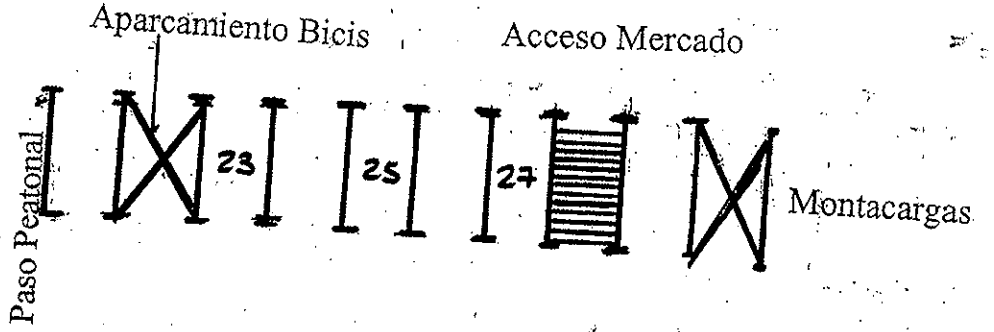 Aparcamiento Bicis
Acceso Mercado
Paso Peatonal
23
25
27
Montacargas